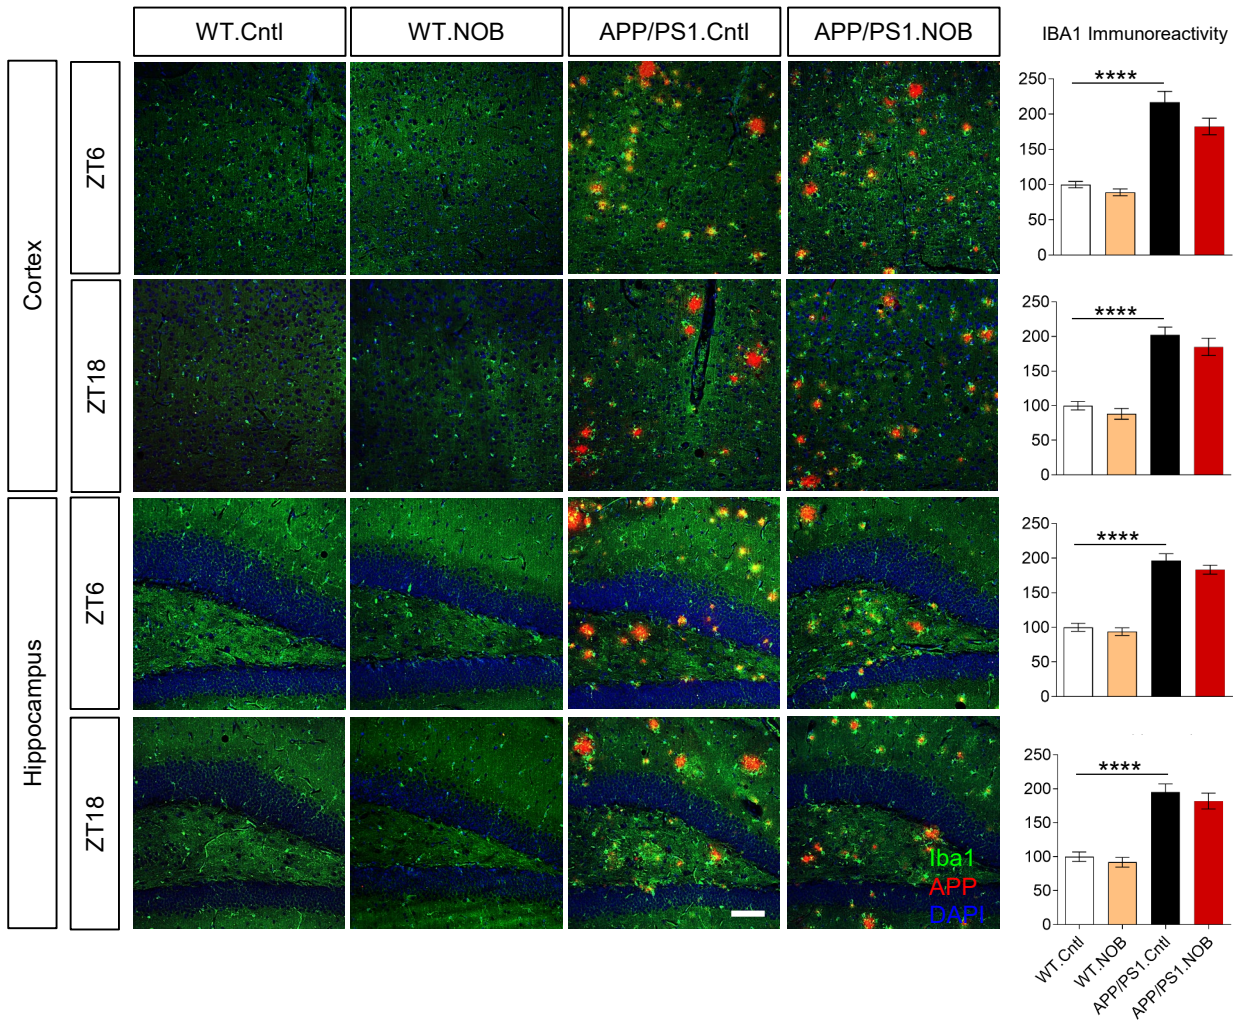 WT.Cntl
WT.NOB
APP/PS1.Cntl
APP/PS1.NOB
IBA1 Immunoreactivity
Cortex
ZT6
250
200
150
100
50
0
****
ZT18
250
200
150
100
50
0
****
Hippocampus
ZT6
250
200
150
100
50
0
****
ZT18
Iba1
APP
DAPI
250
200
150
100
50
0
****
WT.Cntl
WT.NOB
APP/PS1.Cntl
APP/PS1.NOB